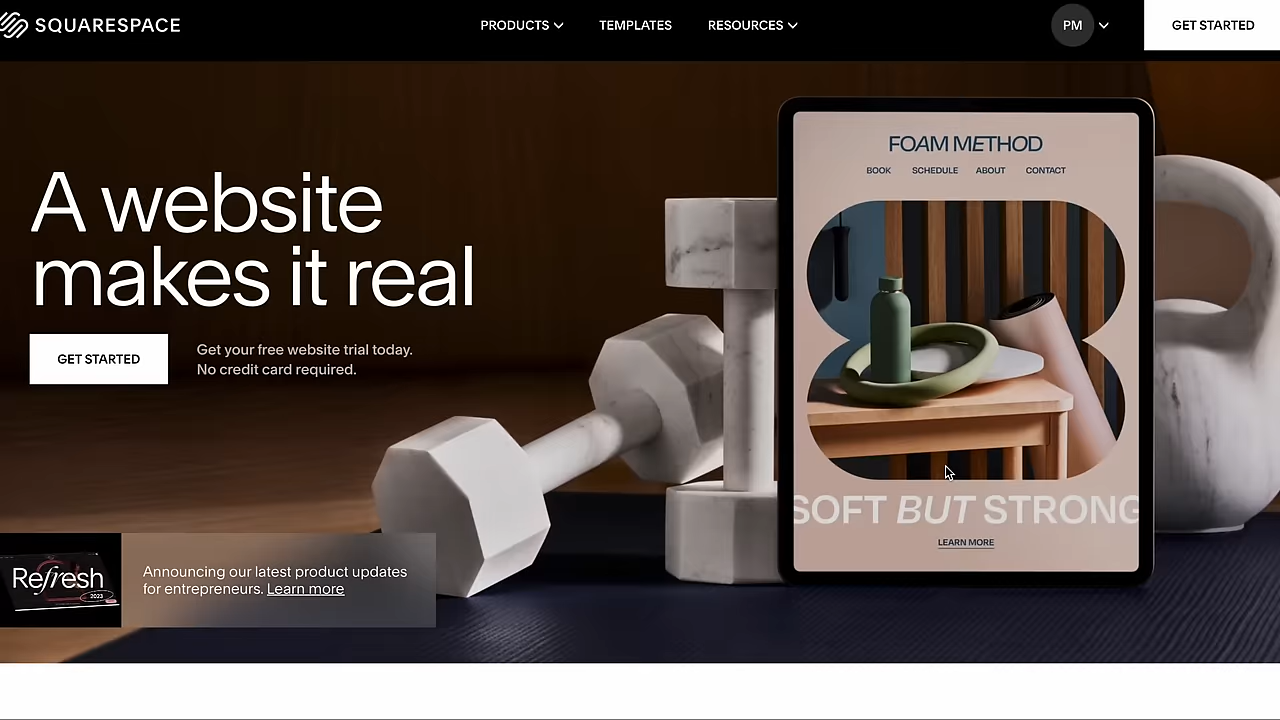 SQUARESPACE
PRODUCTS
TEMPLATES
RESOURCES
PM
GET STARTED
A website
makes it real
GET STARTED
Get your free website trial today.
No credit card required.
FOAM METHOD
BOOK SCHEDULE ABOUT CONTACT
SOFT BUT STRONG
LEARN MORE
Refresh
2023
Announcing our latest product updates
for entrepreneurs. Learn more